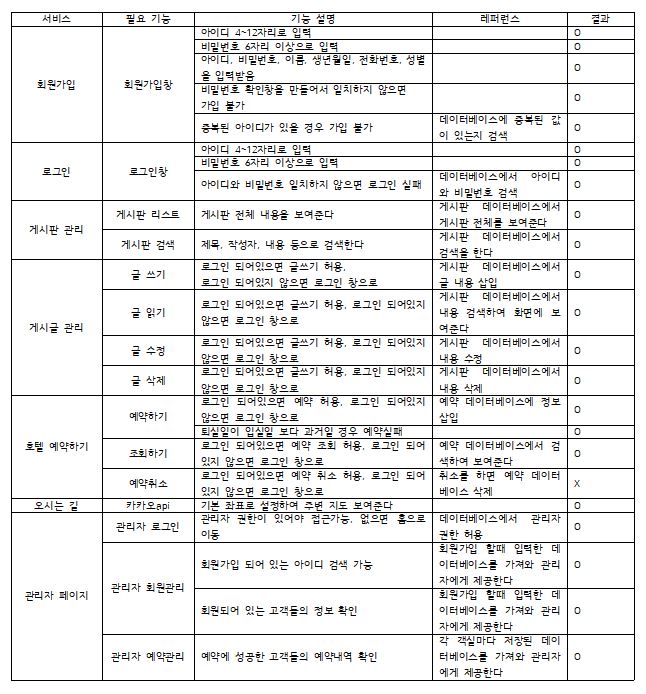 서비스 필요 기능 기능 설명 레퍼런스 결과
회원가입 회원가입창 아이디 4~12자리로 입력 O
비밀번호 6자리 이상으로 입력 O
아이디, 비밀번호, 이름, 생년월일, 전화번호, 성별
을 입력받음 O
비밀번호 확인창을 만들어서 일치하지 않으면
가입 불가 O
중복된 아이디가 있을 경우 가입 불가 데이터베이스에 중복된 값
이 있는지 검색 O
로그인 로그인창 아이디 4~12자리로 입력 O
비밀번호 6자리 이상으로 입력 O
아이디와 비밀번호 일치하지 않으면 로그인 실패 데이터베이스에서 아이디
와 비밀번호 검색 O
게시판 관리 게시판 리스트 게시판 전체 내용을 보여준다 게시판 데이터베이스에서
게시판 전체를 보여준다 O
게시판 검색 제목, 작성자, 내용 등으로 검색한다 게시판 데이터베이스에서
검색을 한다 O
게시글 관리 글 쓰기 로그인 되어있으면 글쓰기 허용,
로그인 되어있지 않으면 로그인 창으로 게시판 데이터베이스에서
글 내용 삽입 O
글 읽기 로그인 되어있으면 글쓰기 허용, 로그인 되어있지
않으면 로그인 창으로 게시판 데이터베이스에서
내용 검색하여 화면에 보
여준다 O
글 수정 로그인 되어있으면 글쓰기 허용, 로그인 되어있지
않으면 로그인 창으로 게시판 데이터베이스에서
내용 수정 O
글 삭제 로그인 되어있으면 글쓰기 허용, 로그인 되어있지
않으면 로그인 창으로 게시판 데이터베이스에서
내용 삭제 O
호텔 예약하기 예약하기 로그인 되어있으면 예약 허용, 로그인 되어있지
않으면 로그인 창으로 예약 데이터베이스에 정보
삽입 O
퇴실일이 입실일 보다 과거일 경우 예약실패 O
조회하기 로그인 되어있으면 예약 조회 허용, 로그인 되어
있지 않으면 로그인 창으로 예약 데이터베이스에서 검
색하여 보여준다 O
예약취소 로그인 되어있으면 예약 취소 허용, 로그인 되어
있지 않으면 로그인 창으로 취소를 하면 예약 데이터
베이스 삭제 X
오시는 길 카카오api 기본 좌표로 설정하여 주변 지도 보여준다 O
관리자 페이지 관리자 로그인 관리자 권한이 있어야 접근가능, 없으면 홈으로
이동 데이터베이스에서 관리자
권한 허용 O
관리자 회원관리 회원가입 되어 있는 아이디 검색 가능 회원가입 할때 입력한 데
이터베이스를 가져와 관리
자에게 제공한다 O
회원되어 있는 고객들의 정보 확인 회원가입 할때 입력한 데
이터베이스를 가져와 관리
자에게 제공한다 O
관리자 예약관리 예약에 성공한 고객들의 예약내역 확인 각 객실마다 저장된 데이
터베이스를 가져와 관리자
에게 제공한다 O